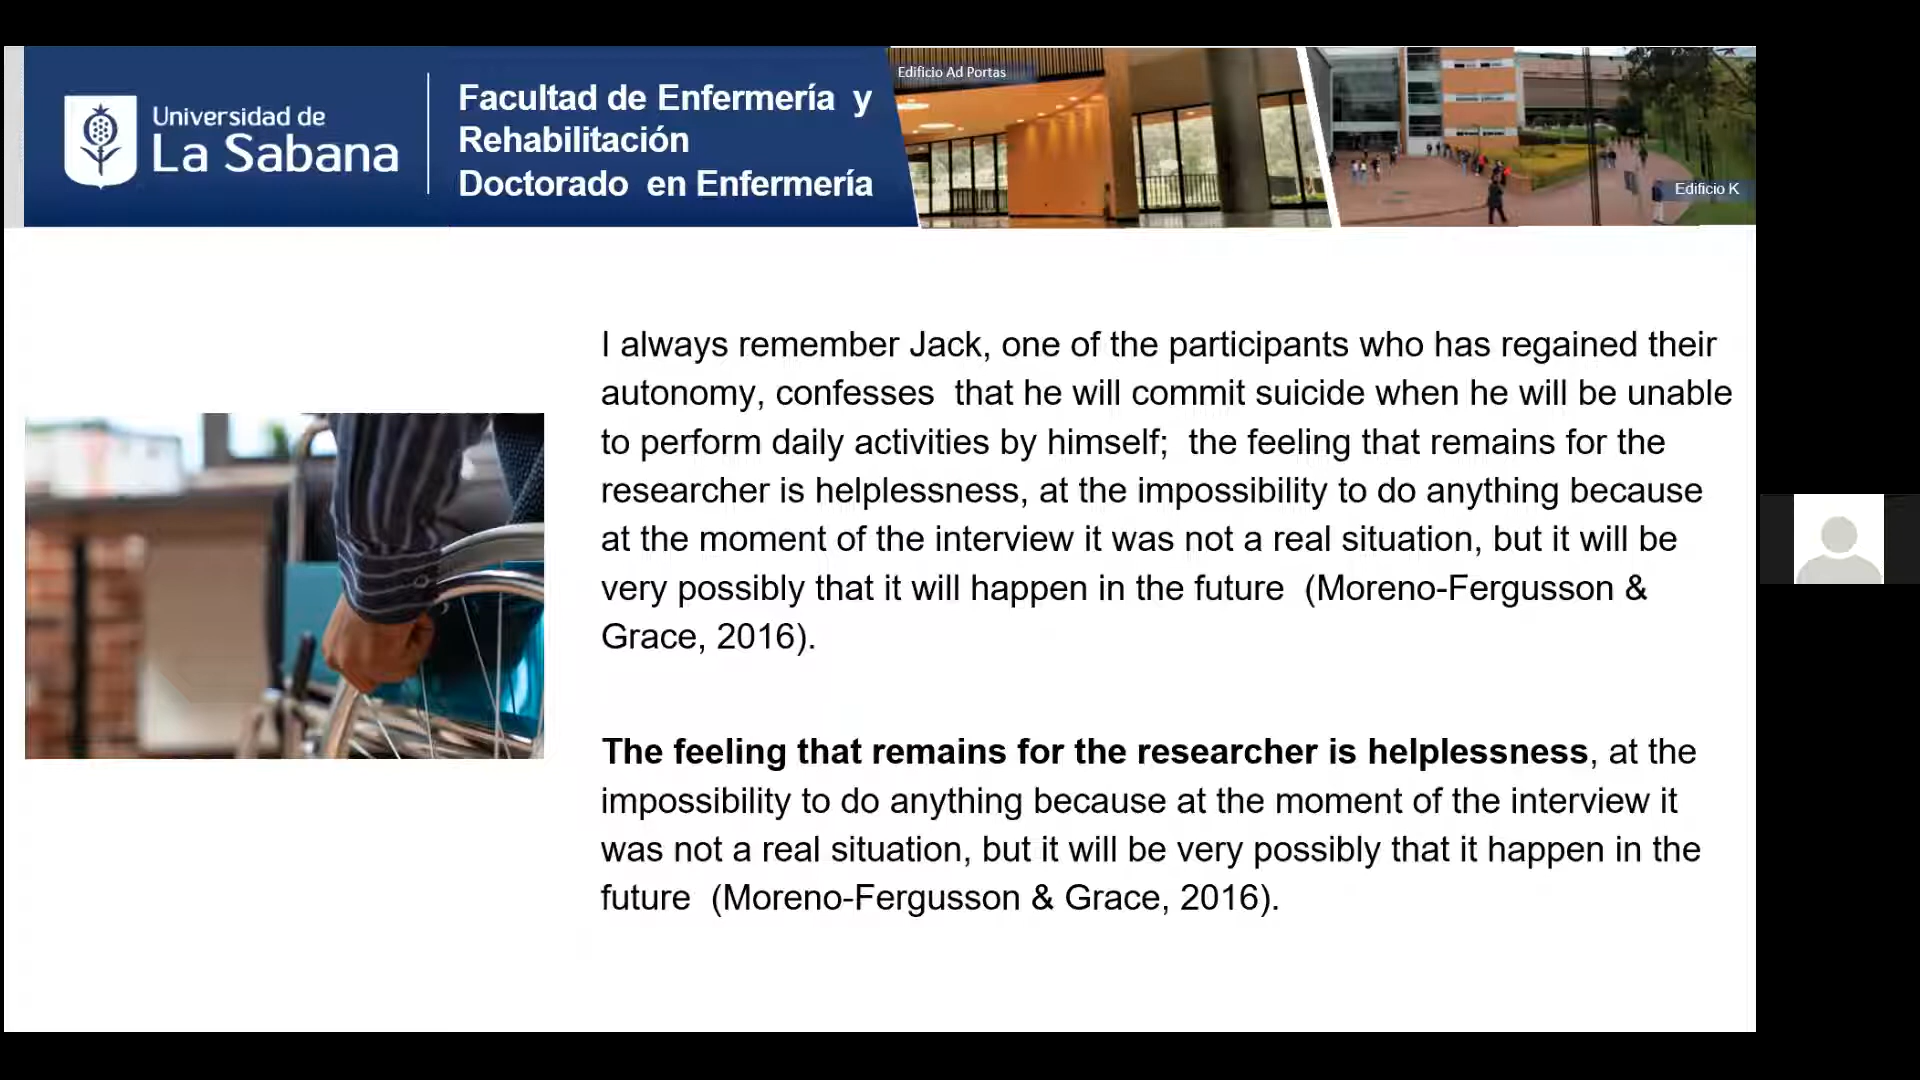 Universidad de
La Sabana
Facultad de Enfermería y
Rehabilitación
Doctorado en Enfermería
Edificio Ad Portas
Edificio K
I always remember Jack, one of the participants who has regained their
autonomy, confesses that he will commit suicide when he will be unable
to perform daily activities by himself; the feeling that remains for the
researcher is helplessness, at the impossibility to do anything because
at the moment of the interview it was not a real situation, but it will be
very possibly that it will happen in the future (Moreno-Fergusson &
Grace, 2016).
The feeling that remains for the researcher is helplessness, at the
impossibility to do anything because at the moment of the interview it
was not a real situation, but it will be very possibly that it happen in the
future (Moreno-Fergusson & Grace, 2016).